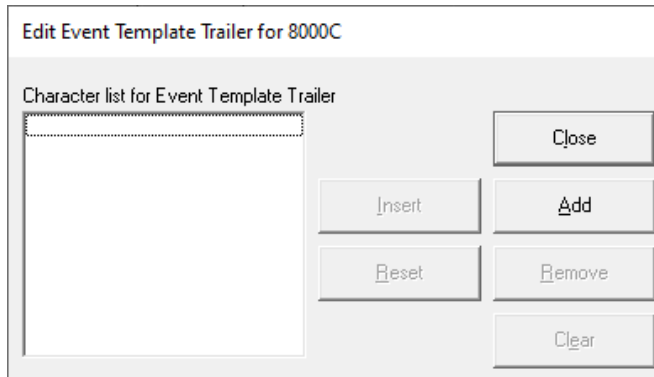 Edit Event Template Trailer for 8000C
Character list for Event Template Trailer
Close
Insert
Add
Reset
Remove
Clear